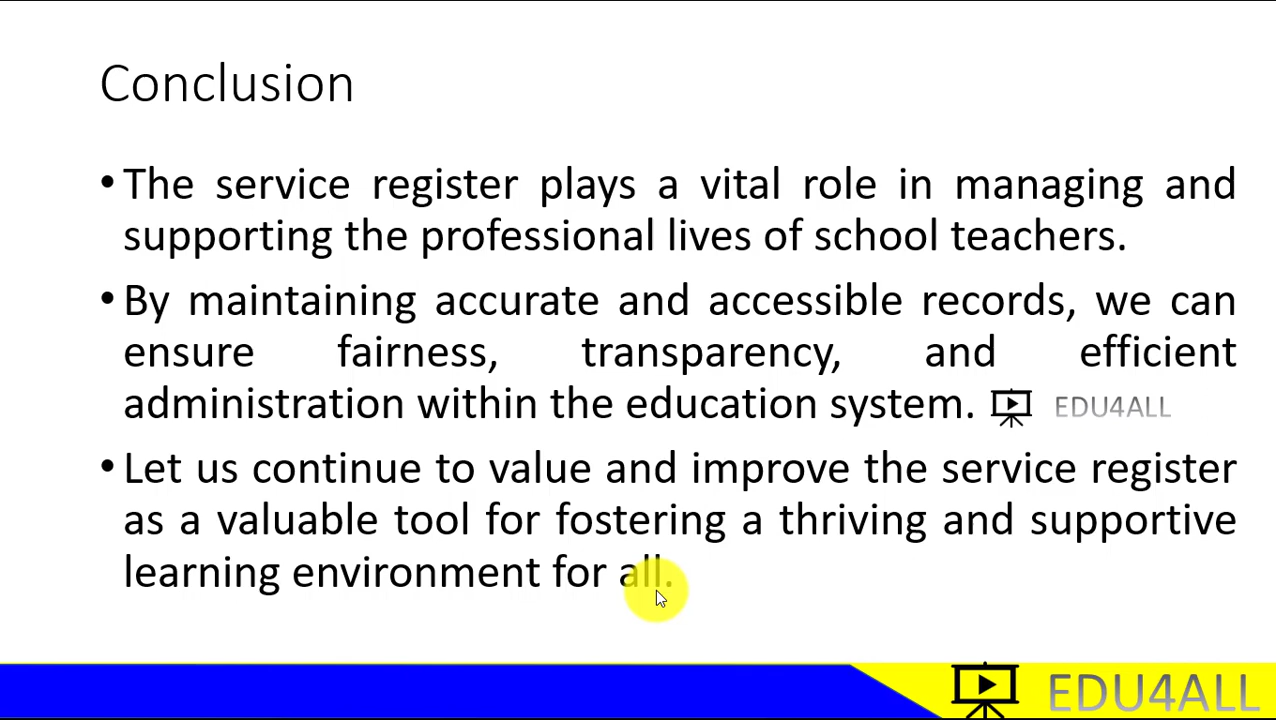 Conclusion
•The service register plays a vital role in managing and
supporting the professional lives of school teachers.
•By maintaining accurate and accessible records, we can
ensure fairness, transparency, and efficient
administration within the education system. EDU4ALL
•Let us continue to value and improve the service register
as a valuable tool for fostering a thriving and supportive
learning environment for all.
EDU4ALL